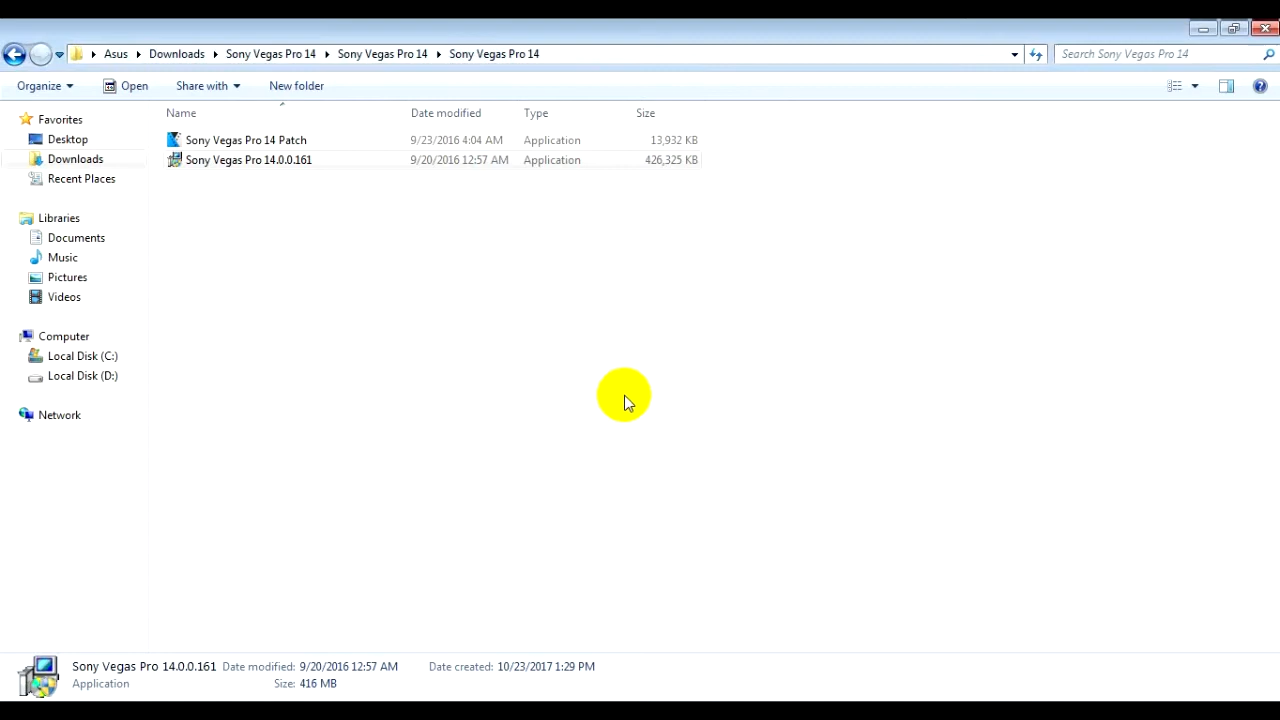 Asus Downloads Sony Vegas Pro 14 Sony Vegas Pro 14 Sony Vegas Pro 14 Search Sony Vegas Pro 14
Organize Open Share with New folder
Name Date modified Type Size
Sony Vegas Pro 14 Patch 9/23/2016 4:04 AM Application 13,932 KB
Sony Vegas Pro 14.0.0.161 9/20/2016 12:57 AM Application 426,325 KB
Favorites
Desktop
Downloads
Recent Places
Libraries
Documents
Music
Pictures
Videos
Computer
Local Disk (C:)
Local Disk (D:)
Network
Sony Vegas Pro 14.0.0.161 Date modified: 9/20/2016 12:57 AM Date created: 10/23/2017 1:29 PM
Application Size: 416 MB